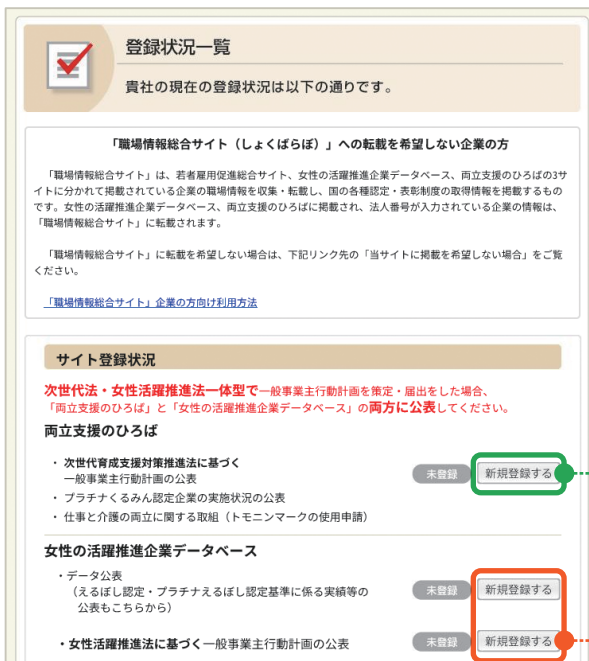 登録状況一覧
貴社の現在の登録状況は以下の通りです。
「職場情報総合サイト（しょくばらぼ）」への転載を希望しない企業の方
「職場情報総合サイト」は、若者雇用促進総合サイト、女性の活躍推進企業データベース、両立支援のひろばの3サ
イトに分かれて掲載されている企業の職場情報を収集・転載し、国の各種認定・表彰制度の取得情報を掲載するもの
です。女性の活躍推進企業データベース、両立支援のひろばに掲載され、法人番号が入力されている企業の情報は、
「職場情報総合サイト」に転載されます。
「職場情報総合サイト」に転載を希望しない場合は、下記リンク先の「当サイトに掲載を希望しない場合」をご覧
ください。
「職場情報総合サイト」企業の方向け利用方法
サイト登録状況
次世代法・女性活躍推進法一体型で一般事業主行動計画を策定・届出をした場合、
「両立支援のひろば」と「女性の活躍推進企業データベース」の両方に公表してください。
両立支援のひろば
・ 次世代育成支援対策推進法に基づく
一般事業主行動計画の公表 未登録 新規登録する
・ プラチナくるみん認定企業の実施状況の公表
・ 仕事と介護の両立に関する取組（トモニンマークの使用申請）
女性の活躍推進企業データベース
・データ公表
（えるぼし認定・プラチナえるぼし認定基準に係る実績等の 未登録 新規登録する
公表もこちらから）
・女性活躍推進法に基づく一般事業主行動計画の公表 未登録 新規登録する